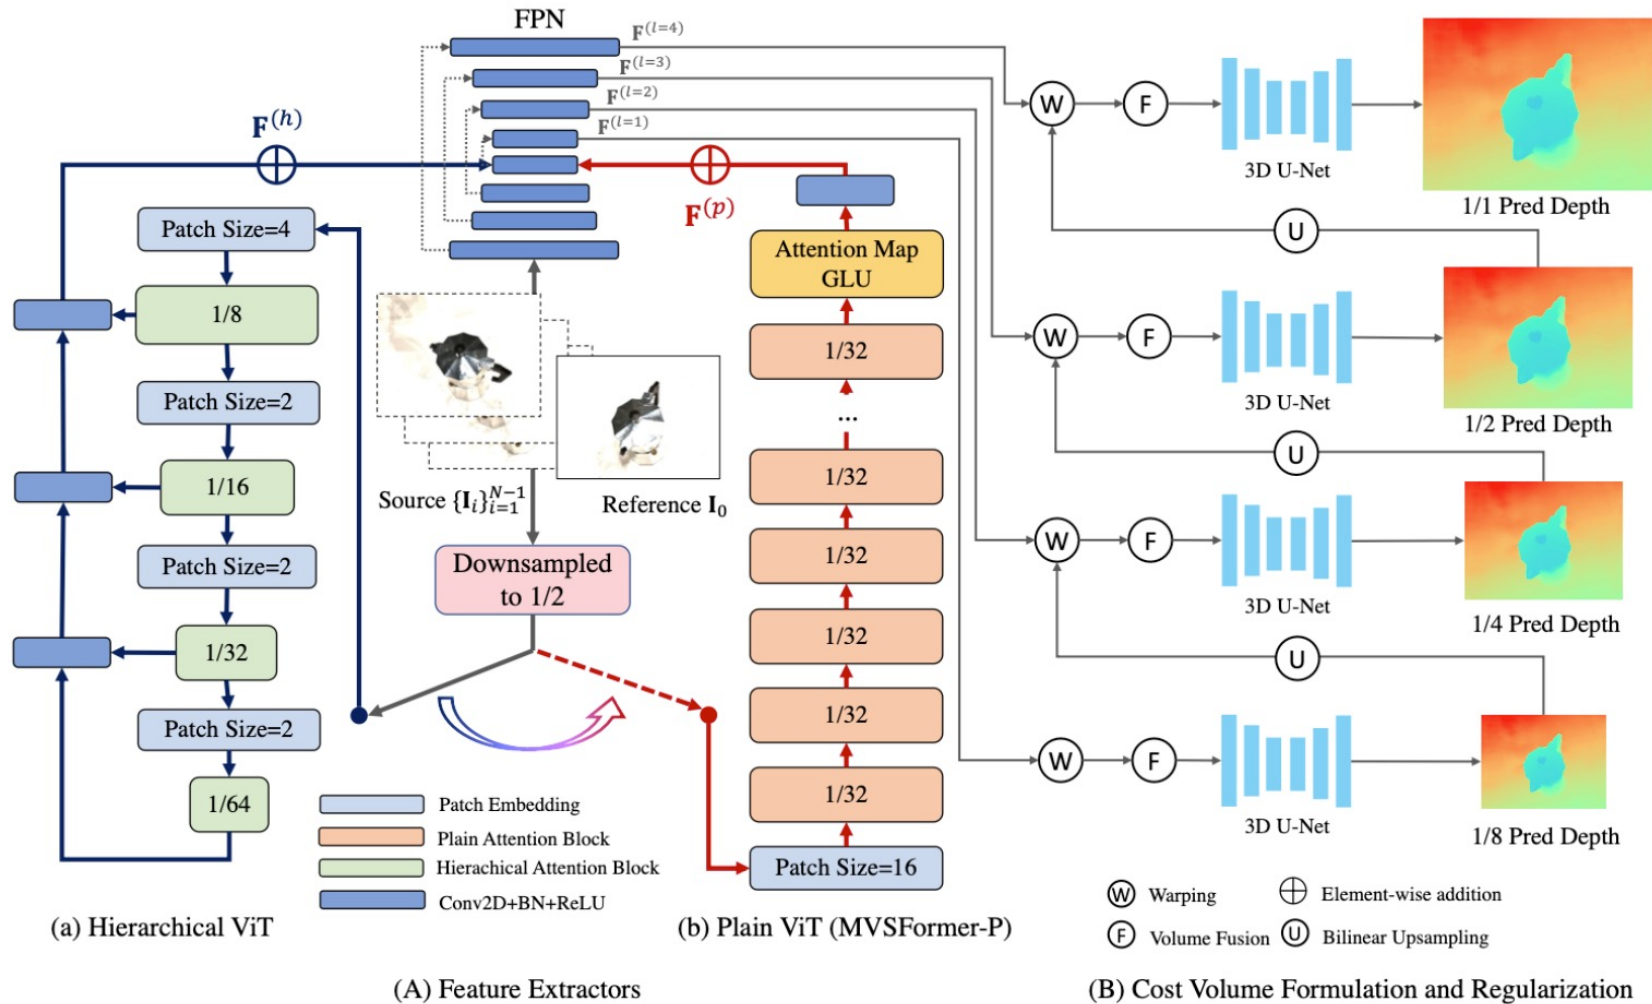 FPN
F^(l=4)
F^(l=3)
F^(l=2)
F^(l=1)
F^(h)
F^(p)
Patch Size=4
1/8
Patch Size=2
1/16
Patch Size=2
1/32
Patch Size=2
1/64
Source {I_i}_{i=1}^{N-1}
Reference I_0
Downsampled
to 1/2
Attention Map
GLU
1/32
...
1/32
1/32
1/32
1/32
1/32
Patch Size=16
Patch Embedding
Plain Attention Block
Hierachical Attention Block
Conv2D+BN+ReLU
(a) Hierarchical ViT
(b) Plain ViT (MVSFormer-P)
(A) Feature Extractors
W
F
3D U-Net
1/1 Pred Depth
U
W
F
3D U-Net
1/2 Pred Depth
U
W
F
3D U-Net
1/4 Pred Depth
U
W
F
3D U-Net
1/8 Pred Depth
W Warping
Element-wise addition
F Volume Fusion
U Bilinear Upsampling
(B) Cost Volume Formulation and Regularization